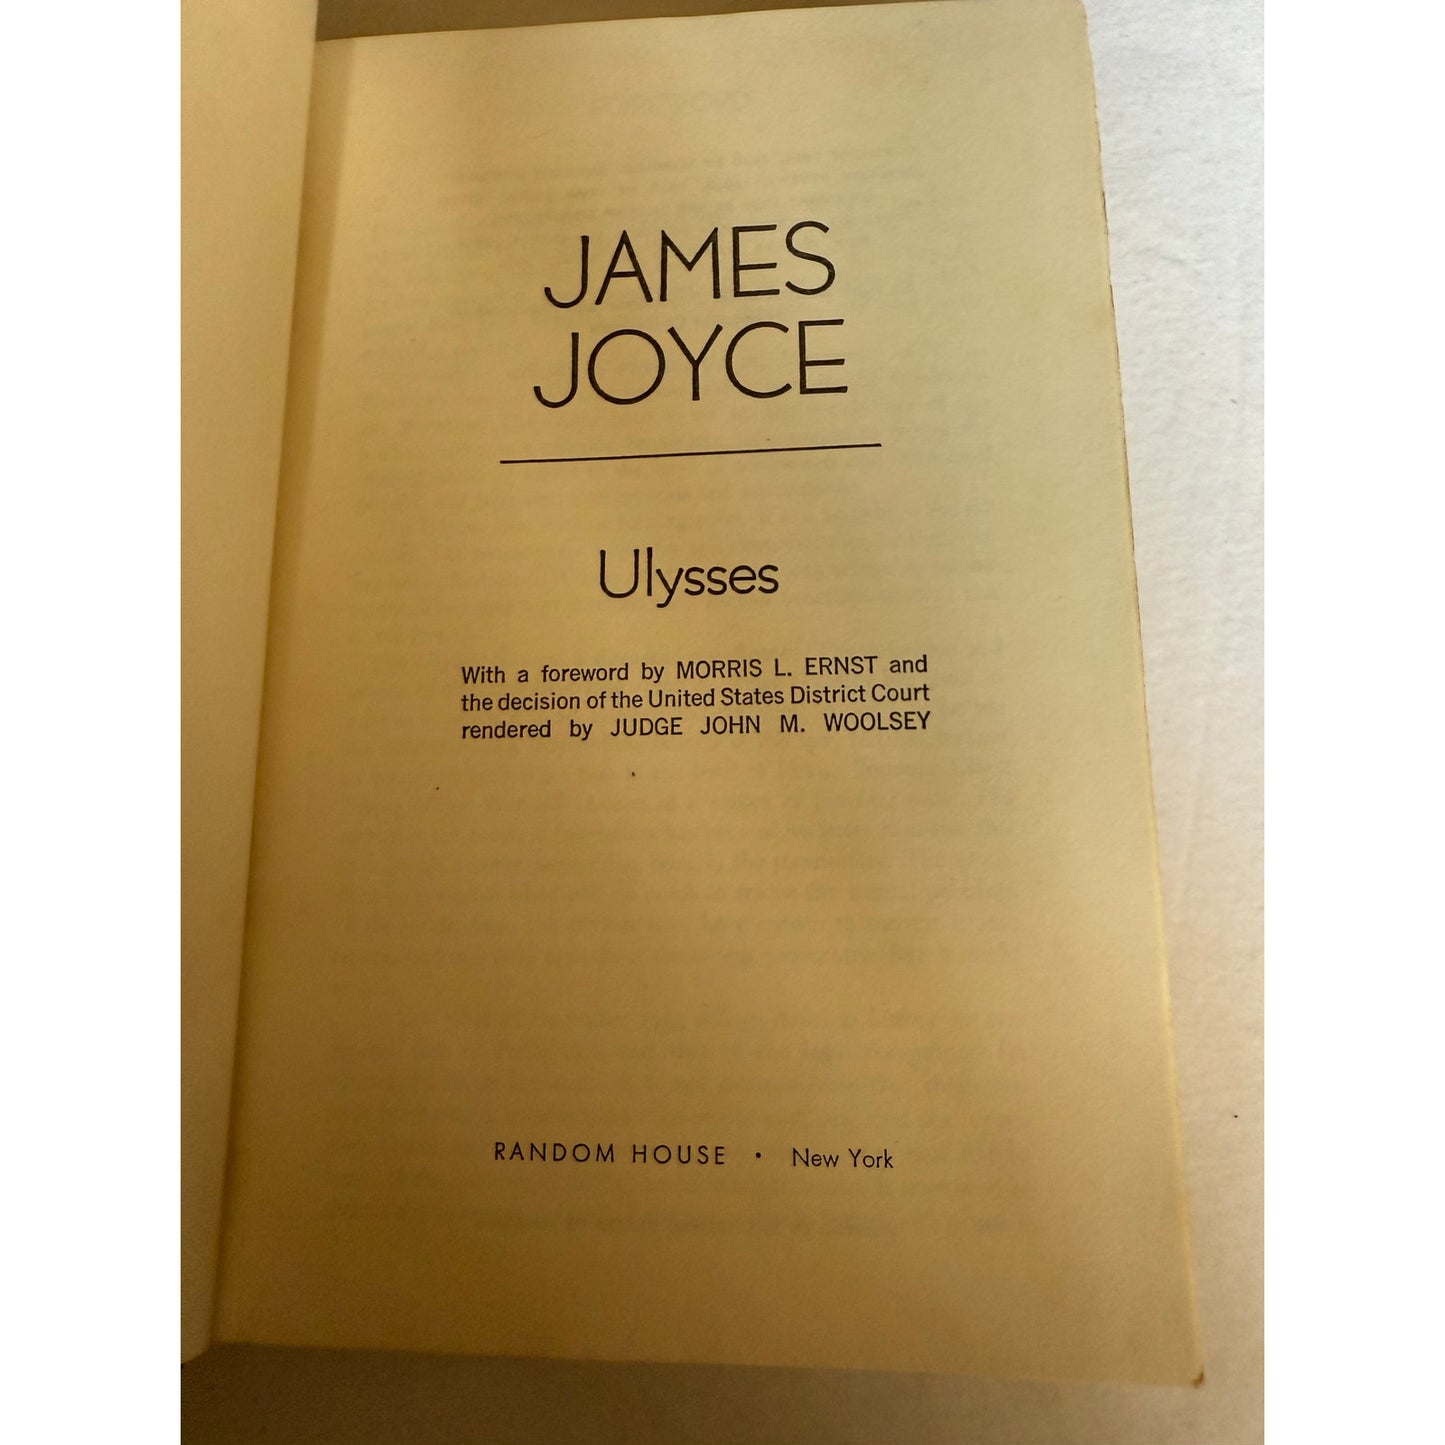 JAMES
JOYCE
Ulysses
With a foreword by MORRIS L. ERNST and
the decision of the United States District Court
rendered by JUDGE JOHN M. WOOLSEY
RANDOM HOUSE • New York